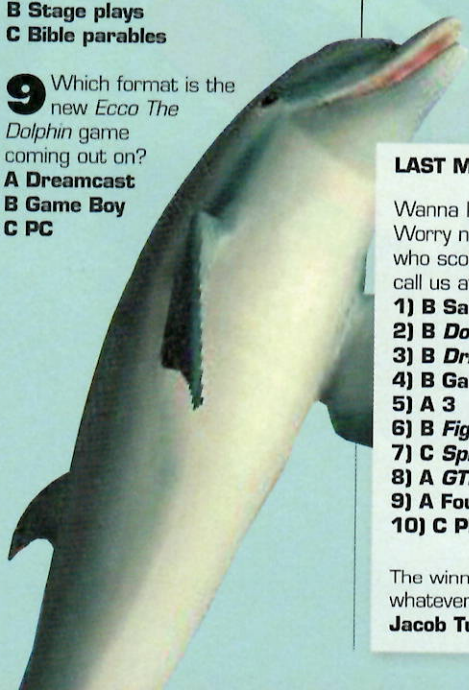 B Stage plays
C Bible parables
9 Which format is the
new Ecco The
Dolphin game
coming out on?
A Dreamcast
B Game Boy
C PC
LAST M
Wanna
Worry n
who sco
call us a
1) B Sa
2) B Do
3) B Dr
4) B Ga
5) A 3
6) B Fig
7) C Sp
8) A GT
9) A Fou
10) C P
The winn
whatever
Jacob Tu